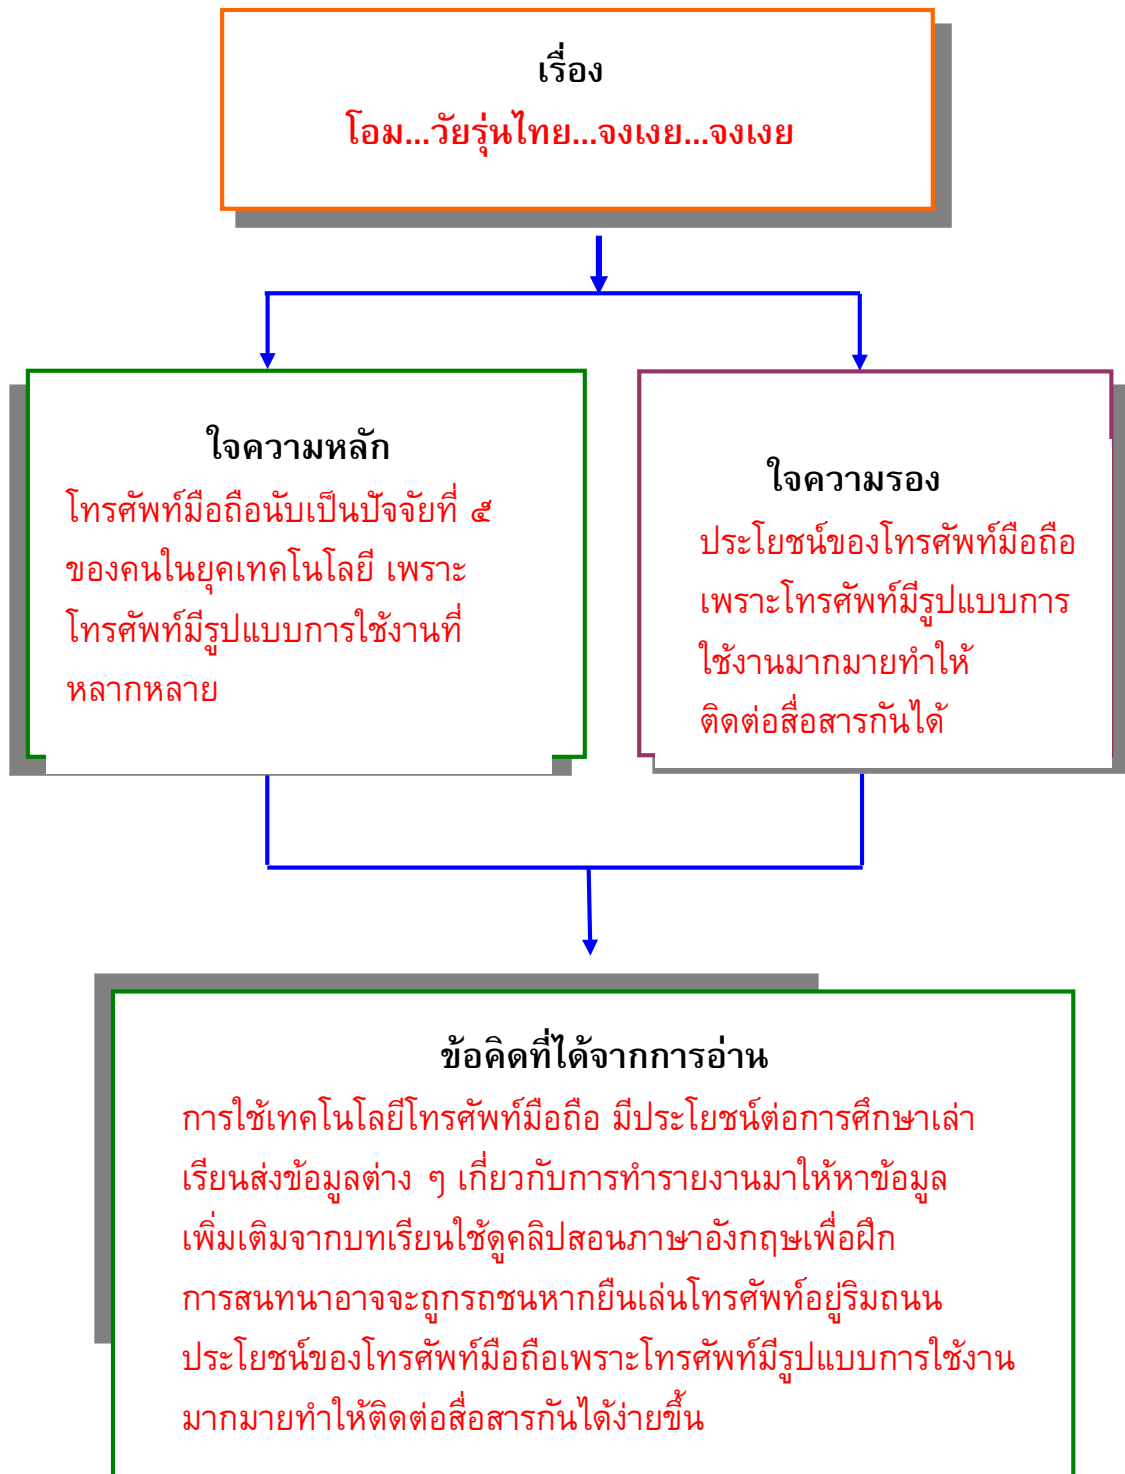 เรื่อง
โอม...วัยรุ่นไทย...จงเงย...จงเงย
ใจความหลัก
โทรศัพท์มือถือนับเป็นปัจจัยที่ ๕
ของคนในยุคเทคโนโลยี เพราะ
โทรศัพท์มีรูปแบบการใช้งานที่
หลากหลาย
ใจความรอง
ประโยชน์ของโทรศัพท์มือถือ
เพราะโทรศัพท์มีรูปแบบการ
ใช้งานมากมายทำให้
ติดต่อสื่อสารกันได้
ข้อคิดที่ได้จากการอ่าน
การใช้เทคโนโลยีโทรศัพท์มือถือ มีประโยชน์ต่อการศึกษาเล่า
เรียนส่งข้อมูลต่าง ๆ เกี่ยวกับการทำรายงานมาให้หาข้อมูล
เพิ่มเติมจากบทเรียนใช้ดูคลิปสอนภาษาอังกฤษเพื่อฝึก
การสนทนาอาจจะถูกรถชนหากยืนเล่นโทรศัพท์อยู่ริมถนน
ประโยชน์ของโทรศัพท์มือถือเพราะโทรศัพท์มีรูปแบบการใช้งาน
มากมายทำให้ติดต่อสื่อสารกันได้ง่ายขึ้น